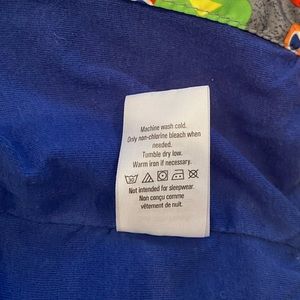 Machine wash cold.
Only non-chlorine bleach when
needed.
Tumble dry low.
Warm iron if necessary.
Not intended for sleepwear.
Non conçu comme
vêtement de nuit.